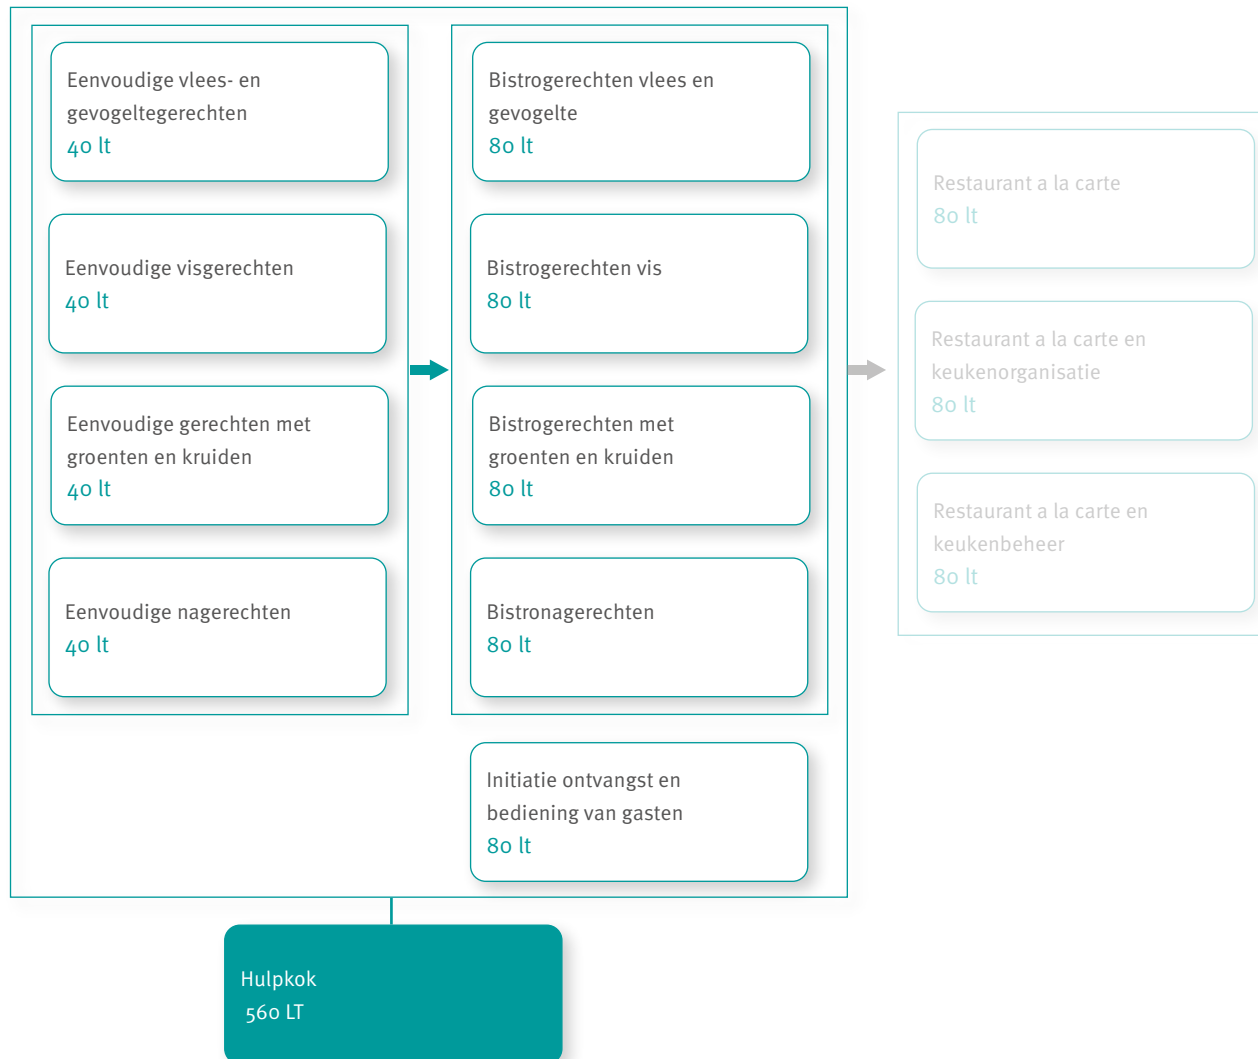 Eenvoudige vlees- en
gevogeltegerechten
40 lt
Eenvoudige visgerechten
40 lt
Eenvoudige gerechten met
groenten en kruiden
40 lt
Eenvoudige nagerechten
40 lt
Bistrogerechten vlees en
gevogelte
80 lt
Bistrogerechten vis
80 lt
Bistrogerechten met
groenten en kruiden
80 lt
Bistronagerechten
80 lt
Initiatie ontvangst en
bediening van gasten
80 lt
Restaurant a la carte
80 lt
Restaurant a la carte en
keukenorganisatie
80 lt
Restaurant a la carte en
keukenbeheer
80 lt
Hulpkok
560 LT